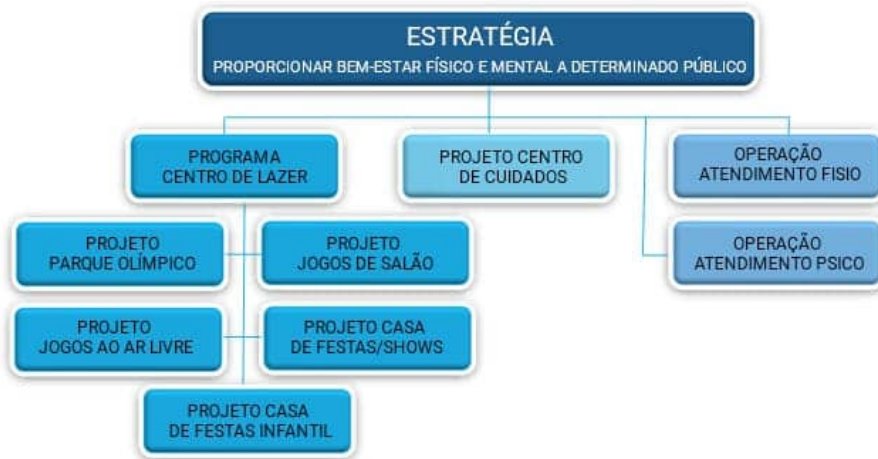 ESTRATÉGIA
PROPORCIONAR BEM-ESTAR FÍSICO E MENTAL A DETERMINADO PÚBLICO
PROGRAMA
CENTRO DE LAZER
PROJETO CENTRO
DE CUIDADOS
OPERAÇÃO
ATENDIMENTO FISIO
PROJETO
PARQUE OLÍMPICO
PROJETO
JOGOS DE SALÃO
OPERAÇÃO
ATENDIMENTO PSICO
PROJETO
JOGOS AO AR LIVRE
PROJETO CASA
DE FESTAS/SHOWS
PROJETO CASA
DE FESTAS INFANTIL